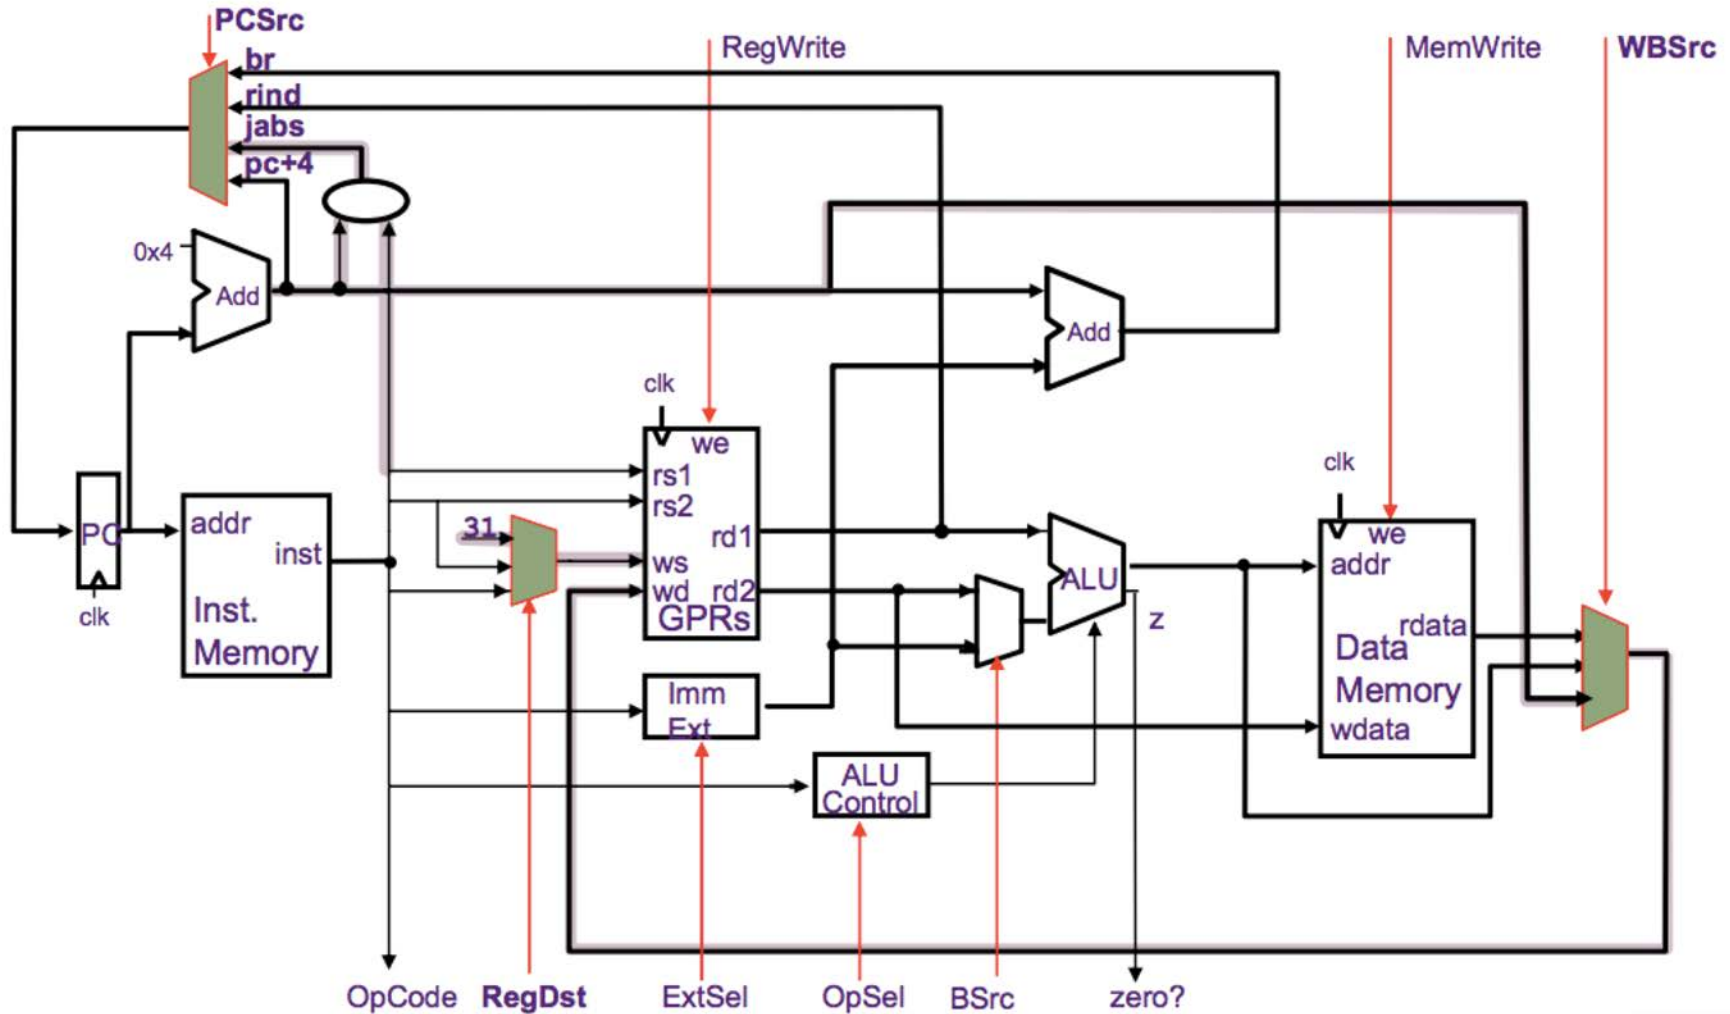 PCSrc
br
RegWrite
MemWrite
WBSrc
rind
jabs
pc+4
0x4
Add
Add
clk
we
rs1
rs2
31
rd1
ws
wd
rd2
GPRs
PC
clk
addr
inst
Inst.
Memory
ALU
z
clk
we
addr
rdata
Data
Memory
wdata
Imm
Ext
ALU
Control
OpCode
RegDst
ExtSel
OpSel
BSrc
zero?